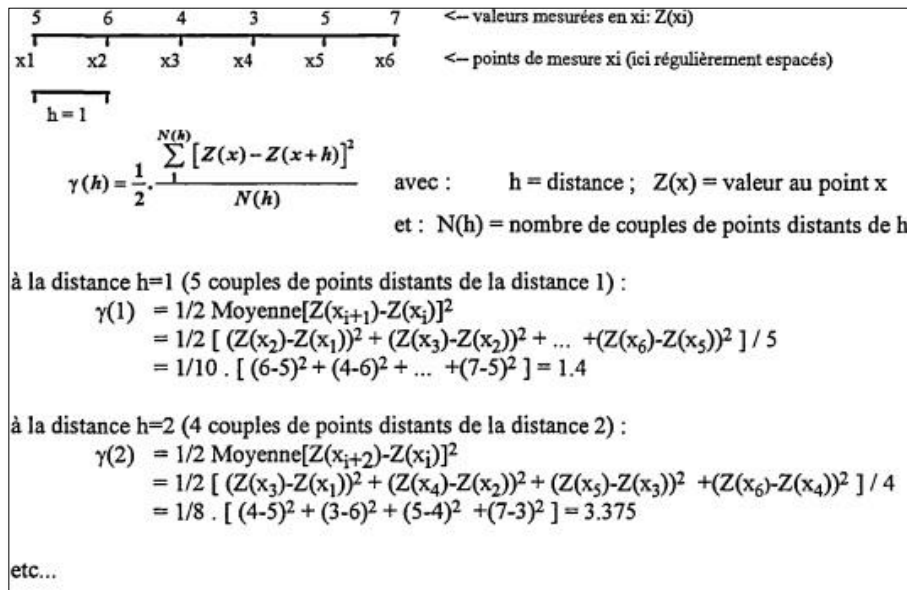 5 6 4 3 5 7 <-- valeurs mesurées en xi: Z(xi)
x1 x2 x3 x4 x5 x6 <-- points de mesure xi (ici régulièrement espacés)
h = 1
γ(h) = 1/2 . ∑ 1 N(h) [Z(x) – Z(x + h)]² / N(h) avec : h = distance ; Z(x) = valeur au point x
et : N(h) = nombre de couples de points distants de h
à la distance h=1 (5 couples de points distants de la distance 1) :
γ(1) = 1/2 Moyenne[Z(xi+1)-Z(xi)]²
= 1/2 [ (Z(x2)-Z(x1))² + (Z(x3)-Z(x2))² + ... +(Z(x6)-Z(x5))² ] / 5
= 1/10 . [ (6-5)² + (4-6)² + ... +(7-5)² ] = 1.4
à la distance h=2 (4 couples de points distants de la distance 2) :
γ(2) = 1/2 Moyenne[Z(xi+2)-Z(xi)]²
= 1/2 [ (Z(x3)-Z(x1))² + (Z(x4)-Z(x2))² + (Z(x5)-Z(x3))² +(Z(x6)-Z(x4))² ] / 4
= 1/8 . [ (4-5)² + (3-6)² + (5-4)² +(7-3)² ] = 3.375
etc...